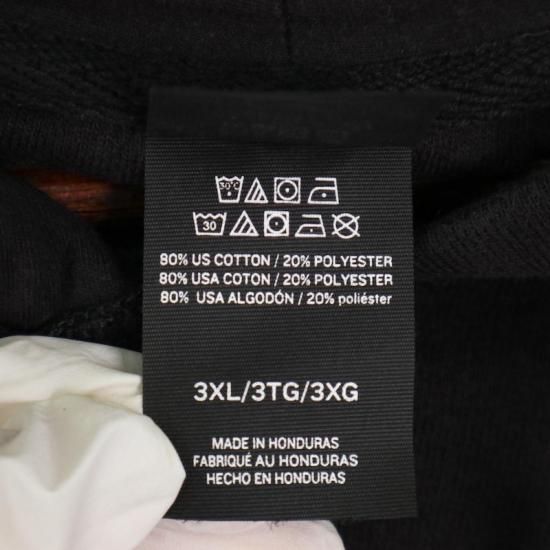 30°C
30
80% US COTTON / 20% POLYESTER
80% USA COTON / 20% POLYESTER
80% USA ALGODÓN / 20% poliéster
3XL/3TG/3XG
MADE IN HONDURAS
FABRIQUÉ AU HONDURAS
HECHO EN HONDURAS